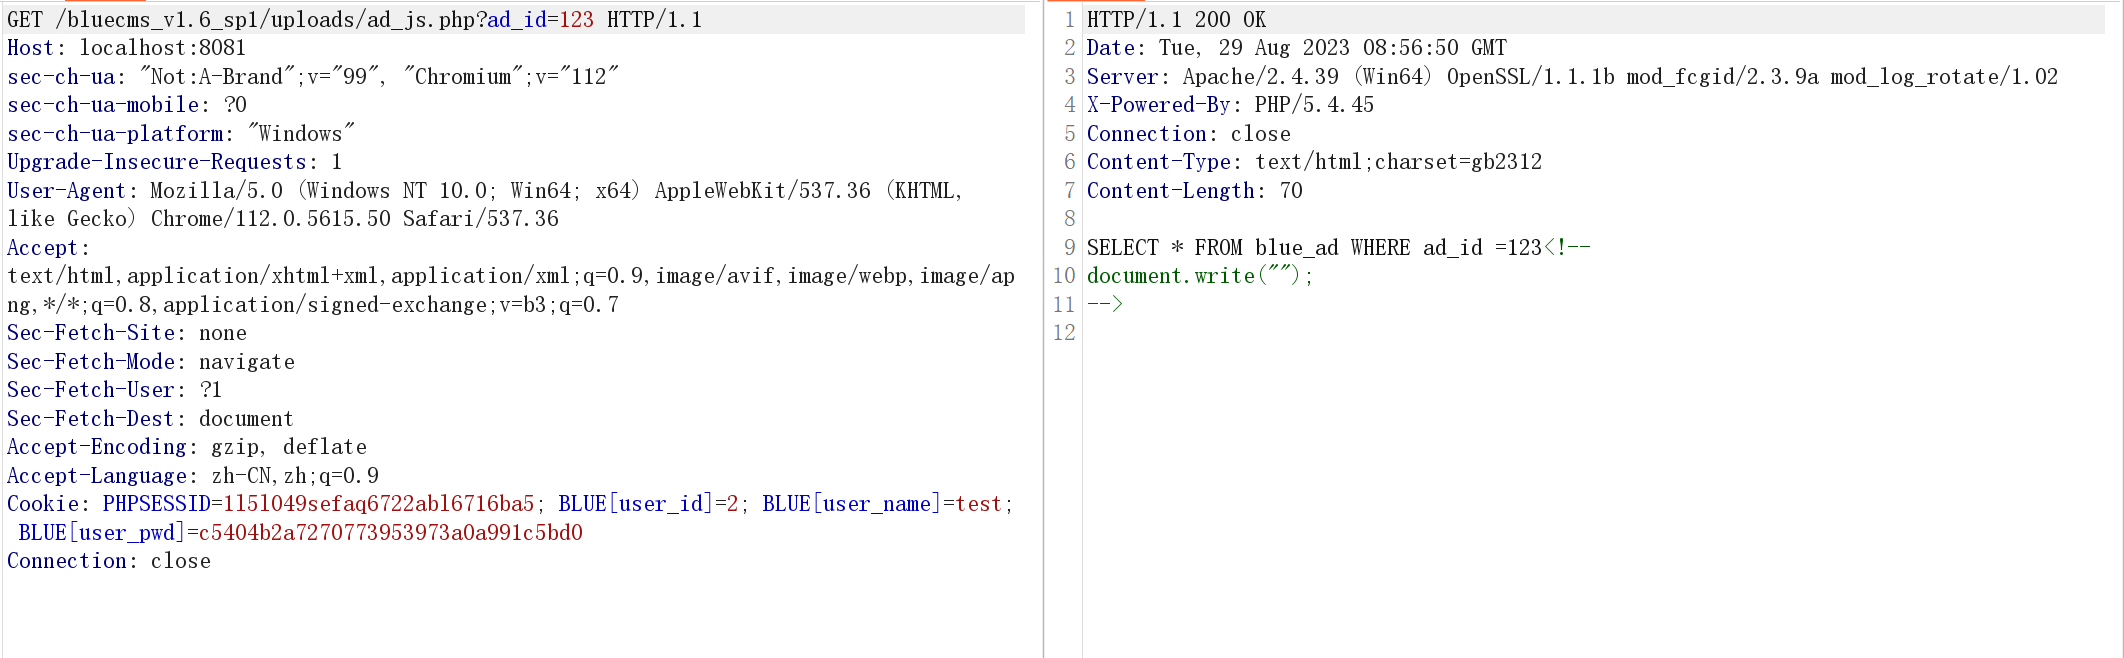 GET /bluecms_v1.6_sp1/uploads/ad_js.php?ad_id=123 HTTP/1.1
Host: localhost:8081
sec-ch-ua: "Not:A-Brand";v="99", "Chromium";v="112"
sec-ch-ua-mobile: ?0
sec-ch-ua-platform: "Windows"
Upgrade-Insecure-Requests: 1
User-Agent: Mozilla/5.0 (Windows NT 10.0; Win64; x64) AppleWebKit/537.36 (KHTML,
like Gecko) Chrome/112.0.5615.50 Safari/537.36
Accept:
text/html,application/xhtml+xml,application/xml;q=0.9,image/avif,image/webp,image/ap
ng,*/*;q=0.8,application/signed-exchange;v=b3;q=0.7
Sec-Fetch-Site: none
Sec-Fetch-Mode: navigate
Sec-Fetch-User: ?1
Sec-Fetch-Dest: document
Accept-Encoding: gzip, deflate
Accept-Language: zh-CN,zh;q=0.9
Cookie: PHPSESSID=1l5l049sefaq6722abl6716ba5; BLUE[user_id]=2; BLUE[user_name]=test;
BLUE[user_pwd]=c5404b2a7270773953973a0a991c5bd0
Connection: close
1 HTTP/1.1 200 OK
2 Date: Tue, 29 Aug 2023 08:56:50 GMT
3 Server: Apache/2.4.39 (Win64) OpenSSL/1.1.1b mod_fcgid/2.3.9a mod_log_rotate/1.02
4 X-Powered-By: PHP/5.4.45
5 Connection: close
6 Content-Type: text/html;charset=gb2312
7 Content-Length: 70
8
9 SELECT * FROM blue_ad WHERE ad_id =123<!--
10 document.write("");
11 -->
12